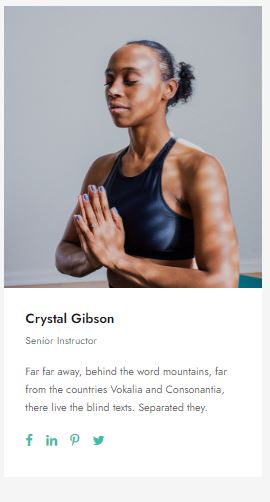 Crystal Gibson
Senior Instructor
Far far away, behind the word mountains, far
from the countries Vokalia and Consonantia,
there live the blind texts. Separated they.